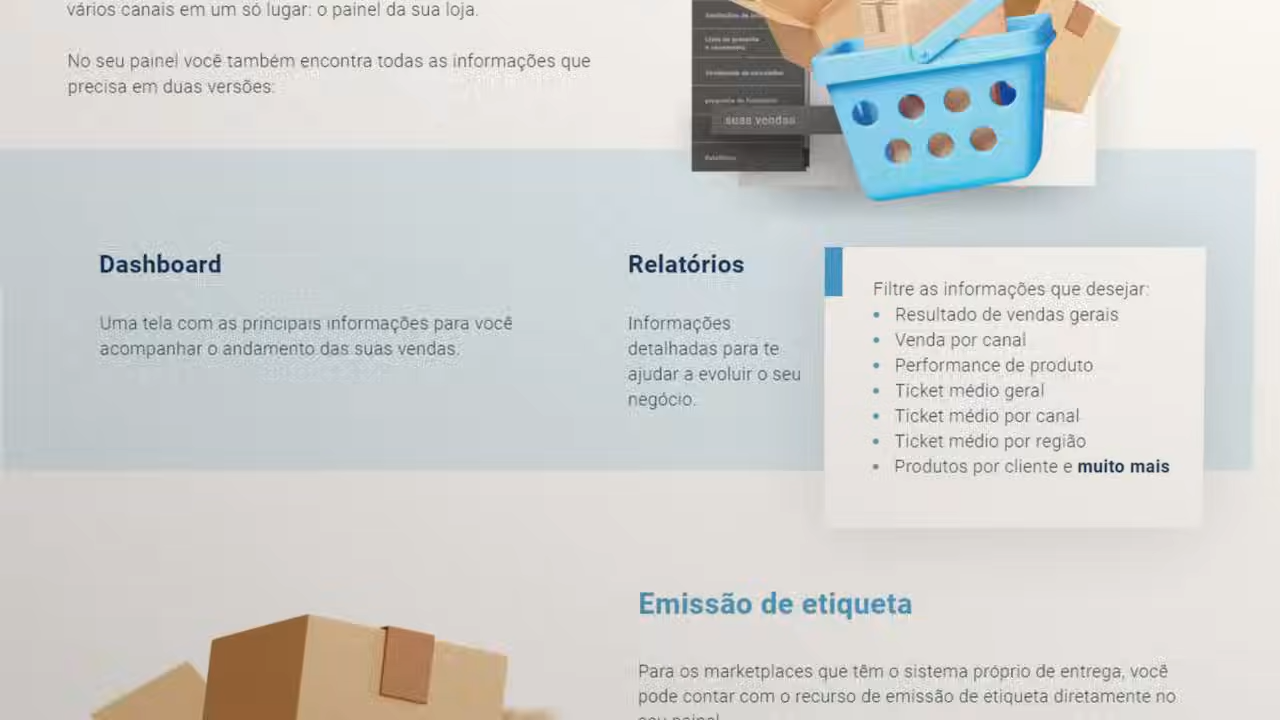 vários canais em um só lugar: o painel da sua loja.
No seu painel você também encontra todas as informações que
precisa em duas versões:
suas vendas
Relatórios
Dashboard
Uma tela com as principais informações para você
acompanhar o andamento das suas vendas.
Relatórios
Informações
detalhadas para te
ajudar a evoluir o seu
negócio.
Filtre as informações que desejar:
• Resultado de vendas gerais
• Venda por canal
• Performance de produto
• Ticket médio geral
• Ticket médio por canal
• Ticket médio por região
• Produtos por cliente e muito mais
Emissão de etiqueta
Para os marketplaces que têm o sistema próprio de entrega, você
pode contar com o recurso de emissão de etiqueta diretamente no
seu painel